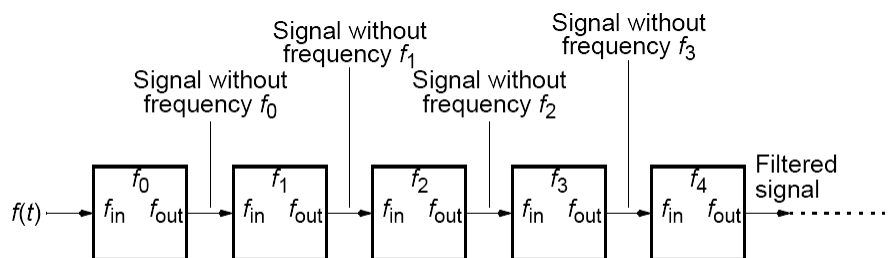 Signal without
frequency f0
Signal without
frequency f1
Signal without
frequency f2
Signal without
frequency f3
f(t)
f0
fin fout
f1
fin fout
f2
fin fout
f3
fin fout
f4
fin fout
Filtered
signal